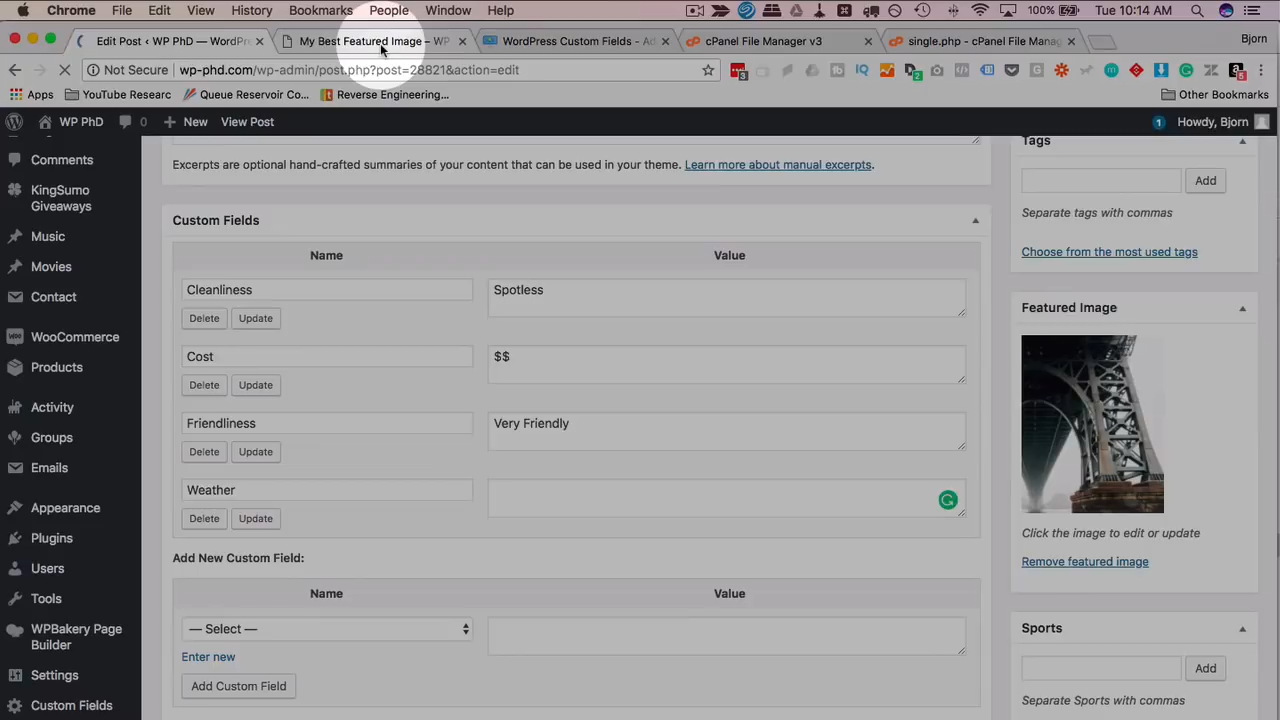 Chrome File Edit View History Bookmarks People Window Help 100% Tue 10:14 AM
Edit Post ‹ WP PhD — WordPr
My Best Featured Image – WP
WordPress Custom Fields - Ad
cPanel File Manager v3
single.php - cPanel File Manag
Bjorn
Not Secure wp-phd.com/wp-admin/post.php?post=28821&action=edit
Apps YouTube Researc Queue Reservoir Co... Reverse Engineering... Other Bookmarks
WP PhD 0 New View Post 1 Howdy, Bjorn
Comments
KingSumo
Giveaways
Music
Movies
Contact
WooCommerce
Products
Activity
Groups
Emails
Appearance
Plugins
Users
Tools
WPBakery Page
Builder
Settings
Custom Fields
Excerpts are optional hand-crafted summaries of your content that can be used in your theme. Learn more about manual excerpts.
Custom Fields
Name Value
Cleanliness Spotless
Delete Update
Cost $$
Delete Update
Friendliness Very Friendly
Delete Update
Weather
Delete Update
Add New Custom Field:
Name Value
— Select —
Enter new
Add Custom Field
Tags
Add
Separate tags with commas
Choose from the most used tags
Featured Image
Click the image to edit or update
Remove featured image
Sports
Add
Separate Sports with commas